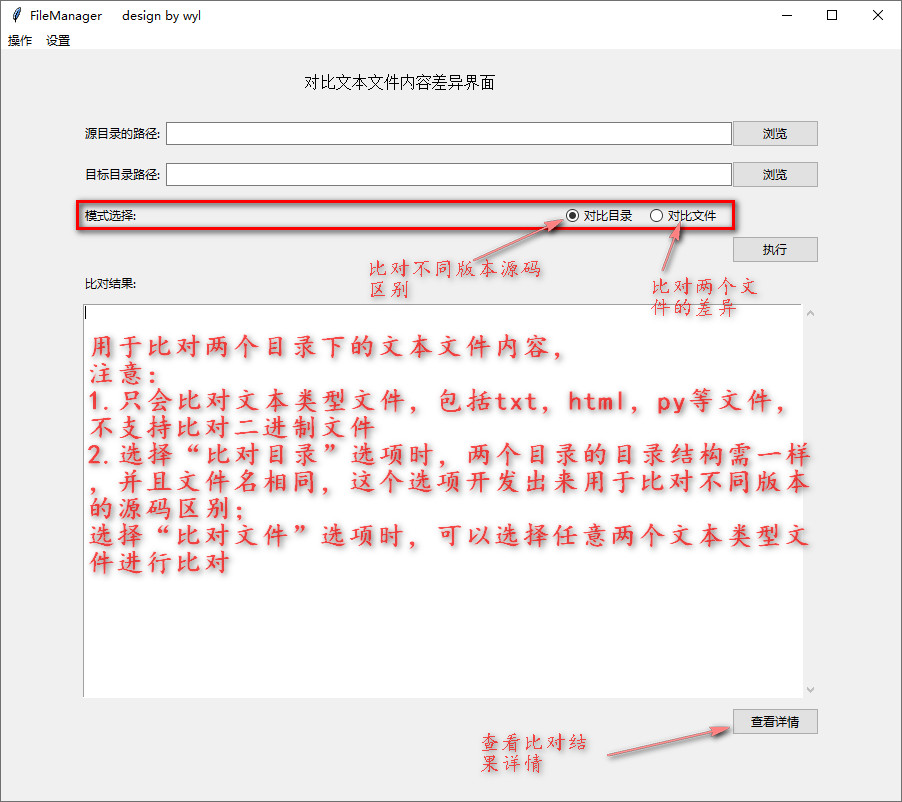 FileManager design by wyl
操作 设置
对比文本文件内容差异界面
源目录的路径: 浏览
目标目录路径: 浏览
模式选择: 对比目录 对比文件
执行
比对不同版本源码
区别
比对两个文
件的差异
比对结果:
用于比对两个目录下的文本文件内容，
注意：
1.只会比对文本类型文件，包括txt，html，py等文件，
不支持比对二进制文件
2.选择“比对目录”选项时，两个目录的目录结构需一样
，并且文件名相同，这个选项开发出来用于比对不同版本
的源码区别；
选择“比对文件”选项时，可以选择任意两个文本类型文
件进行比对
查看详情
查看比对结
果详情